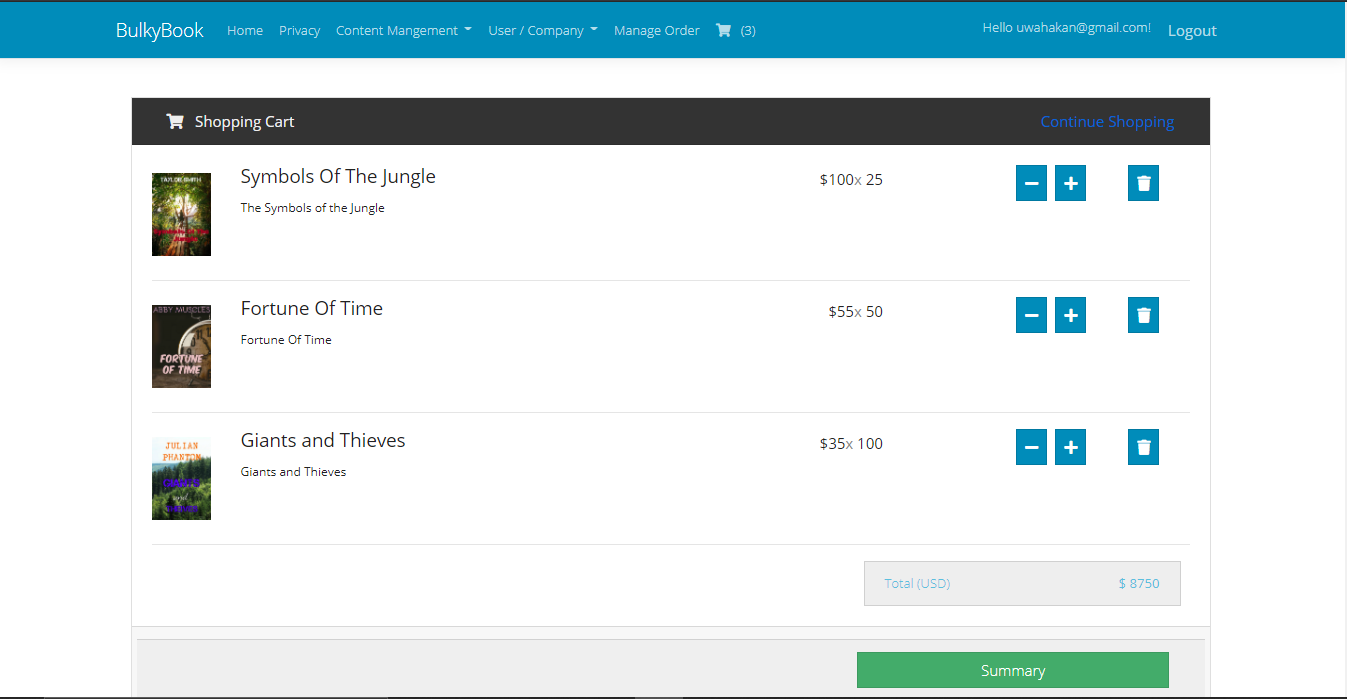 BulkyBook Home Privacy Content Mangement User / Company Manage Order (3) Hello uwahakan@gmail.com! Logout
Shopping Cart Continue Shopping
TAYLOR SMITH
Symbols Of The Jungle $100x 25
The Symbols of the Jungle
ABBY MUSCLES
Fortune Of Time $55x 50
Fortune Of Time
FORTUNE
OF TIME
JULIAN
PHANTOM
Giants and Thieves $35x 100
Giants and Thieves
Total (USD) $ 8750
Summary